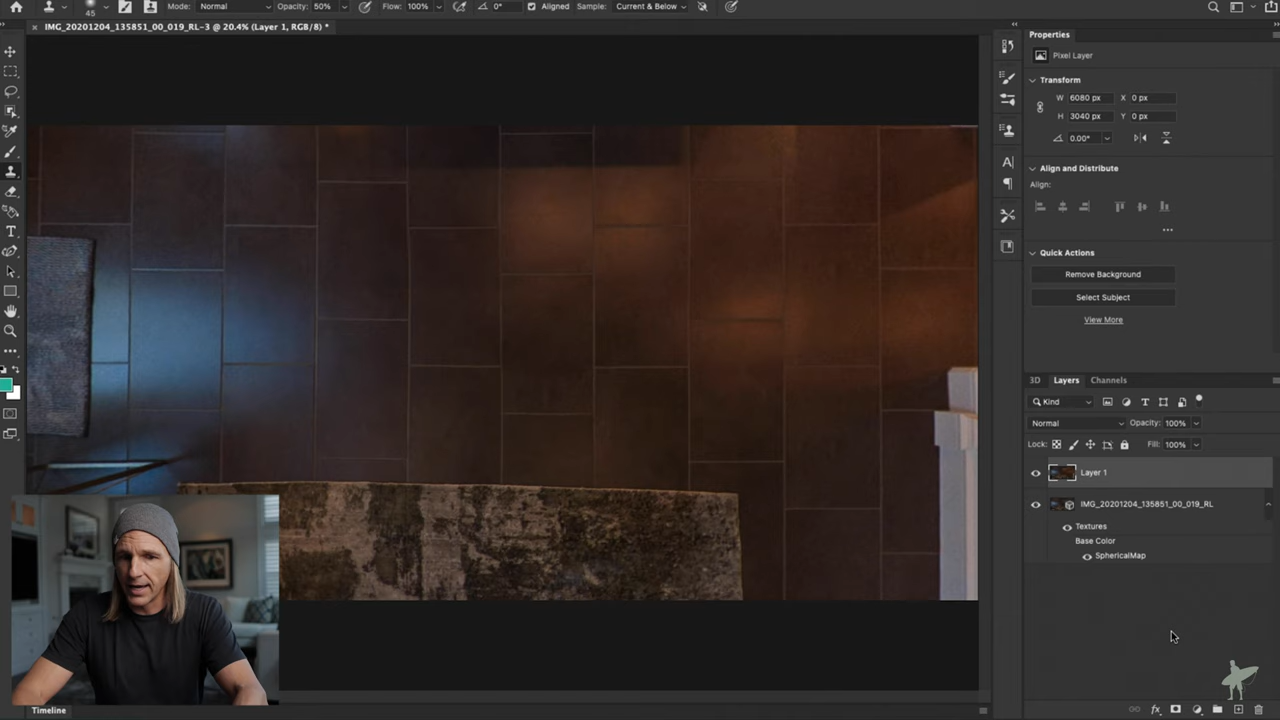 45
Mode: Normal
Opacity: 50%
Flow: 100%
0°
Aligned
Sample: Current & Below
IMG_20201204_135851_00_019_RL-3 @ 20.4% (Layer 1, RGB/8) *
Properties
Pixel Layer
Transform
W 6080 px X 0 px
H 3040 px Y 0 px
0.00°
Align and Distribute
Align:
Quick Actions
Remove Background
Select Subject
View More
3D Layers Channels
Kind
Normal Opacity: 100%
Lock: Fill: 100%
Layer 1
IMG_20201204_135851_00_019_RL
Textures
Base Color
SphericalMap
fx
Timeline